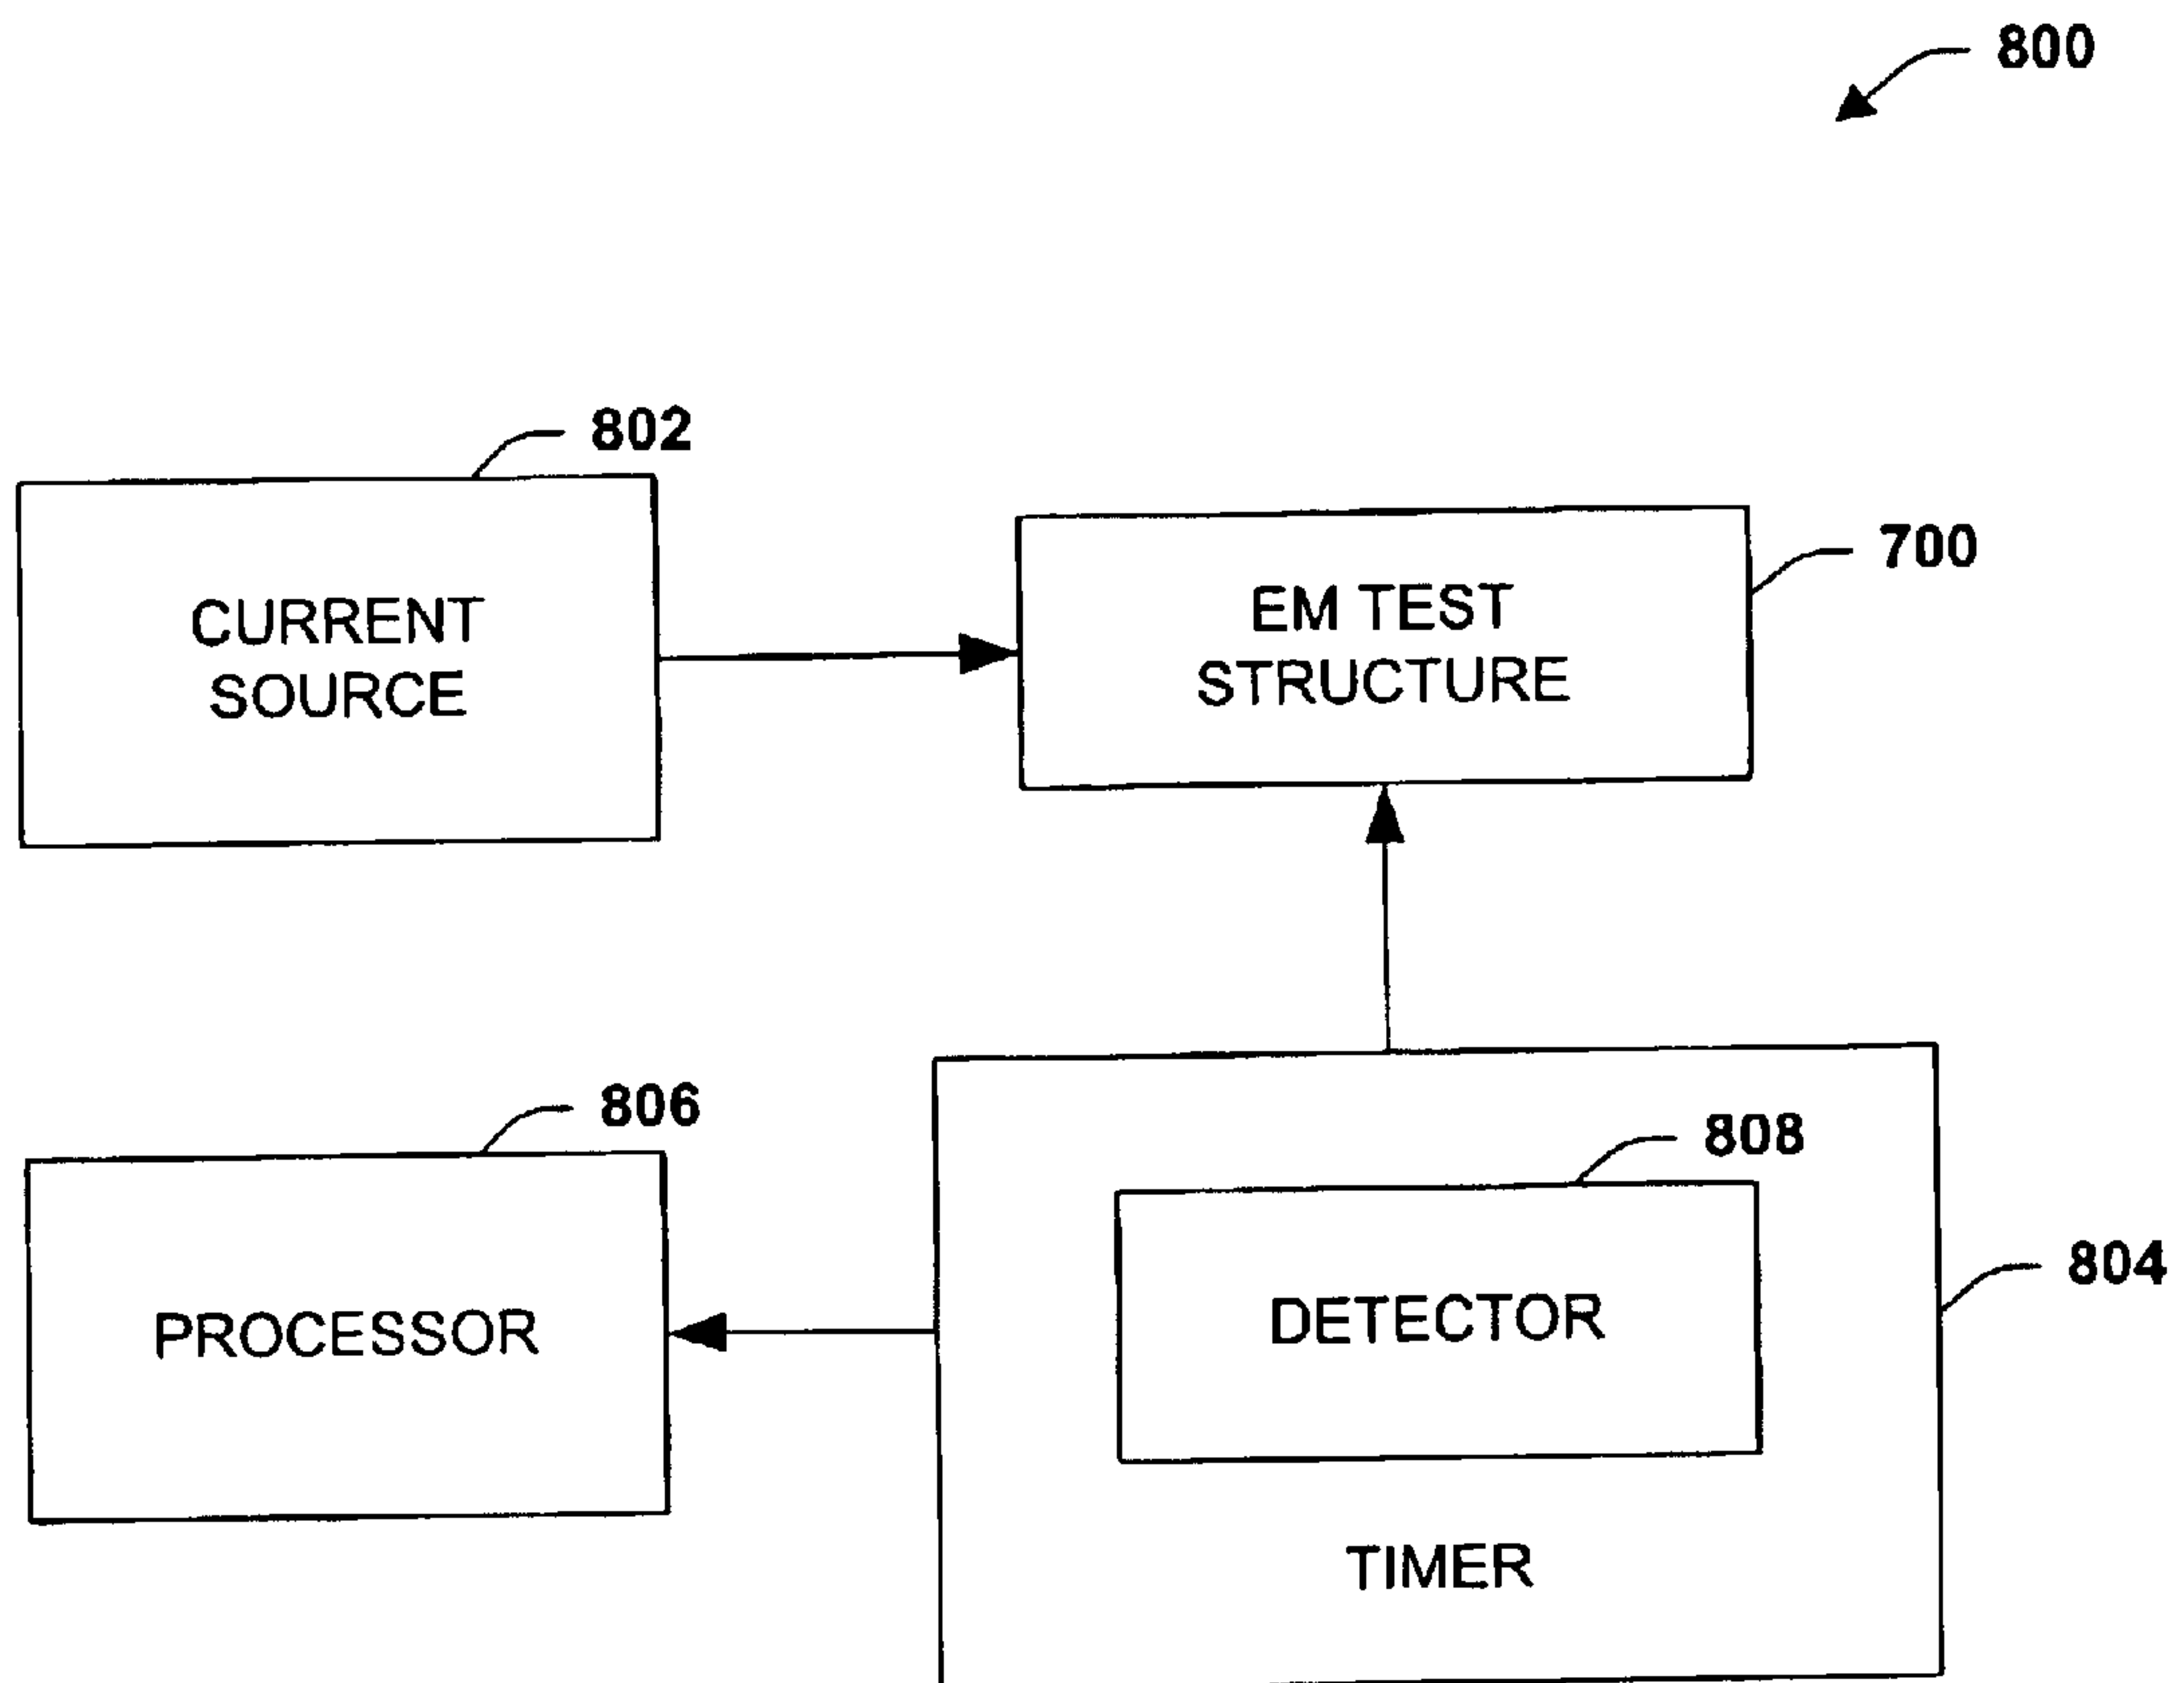 800
802
CURRENT
SOURCE
700
EM TEST
STRUCTURE
806
PROCESSOR
808
DETECTOR
804
TIMER